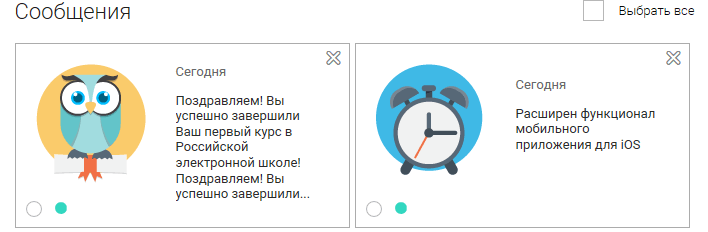 Сообщения
Выбрать все
Сегодня
Поздравляем! Вы
успешно завершили
Ваш первый курс в
Российской
электронной школе!
Поздравляем! Вы
успешно завершили...
Сегодня
Расширен функционал
мобильного
приложения для iOS